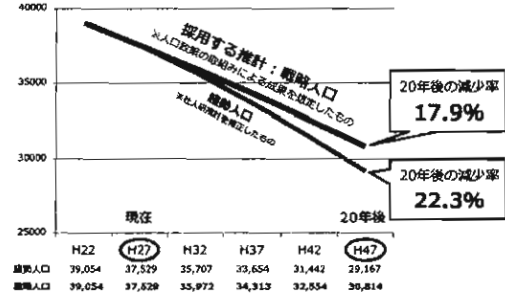 40000
採用する推計：戦略人口
※人口政策の取組みによる成果を想定したもの
35000
20年後の減少率
17.9%
趨勢人口
※社人研推計を補正したもの
30000
20年後の減少率
22.3%
現在
20年後
25000
H22 H27 H32 H37 H42 H47
趨勢人口 39,054 37,529 35,707 33,654 31,442 29,167
戦略人口 39,054 37,529 35,972 34,313 32,554 30,814